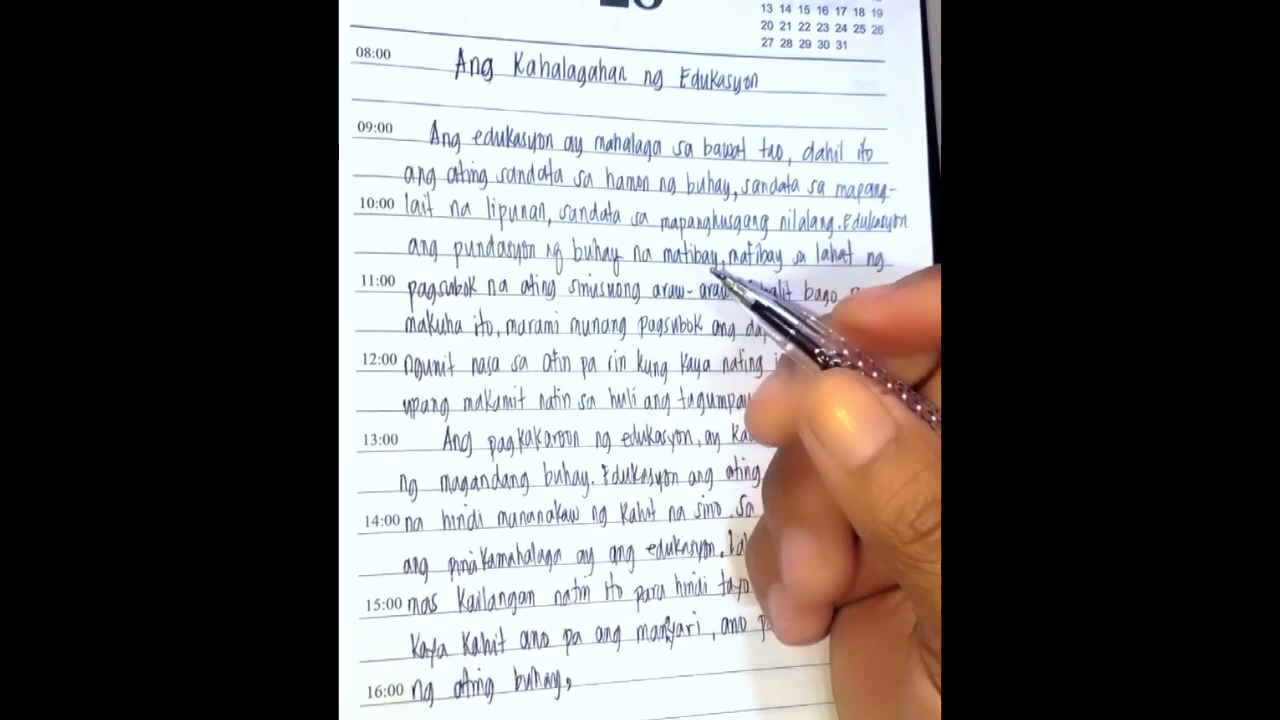 13 14 15 16 17 18 19
20 21 22 23 24 25 26
27 28 29 30 31
08:00 Ang Kahalagahan ng Edukasyon
09:00 Ang edukasyon ay mahalaga sa bawat tao, dahil ito
ang ating sandata sa hamon ng buhay, sandata sa mapang-
10:00 lait na lipunan, sandata sa mapanghusgang nilalang. Edukasyon
ang pundasyon ng buhay na matibay, matibay sa lahat ng
11:00 pagsubok na ating sinusuong araw-araw bago
makuha ito, marami munang pagsubok ang
12:00 ngunit nasa sa atin pa rin kung kaya nating
upang makamit natin sa huli ang tagumpay
13:00 Ang pagkakaroon ng edukasyon, ay
ng magandang buhay. Edukasyon ang ating
14:00 na hindi mananakaw ng kahit na sino. Sa
ang pinakamahalaga ay ang edukasyon.
15:00 mas kailangan natin ito para hindi tayo
kaya kahit ano pa ang manyari, ano
16:00 ng ating buhay,